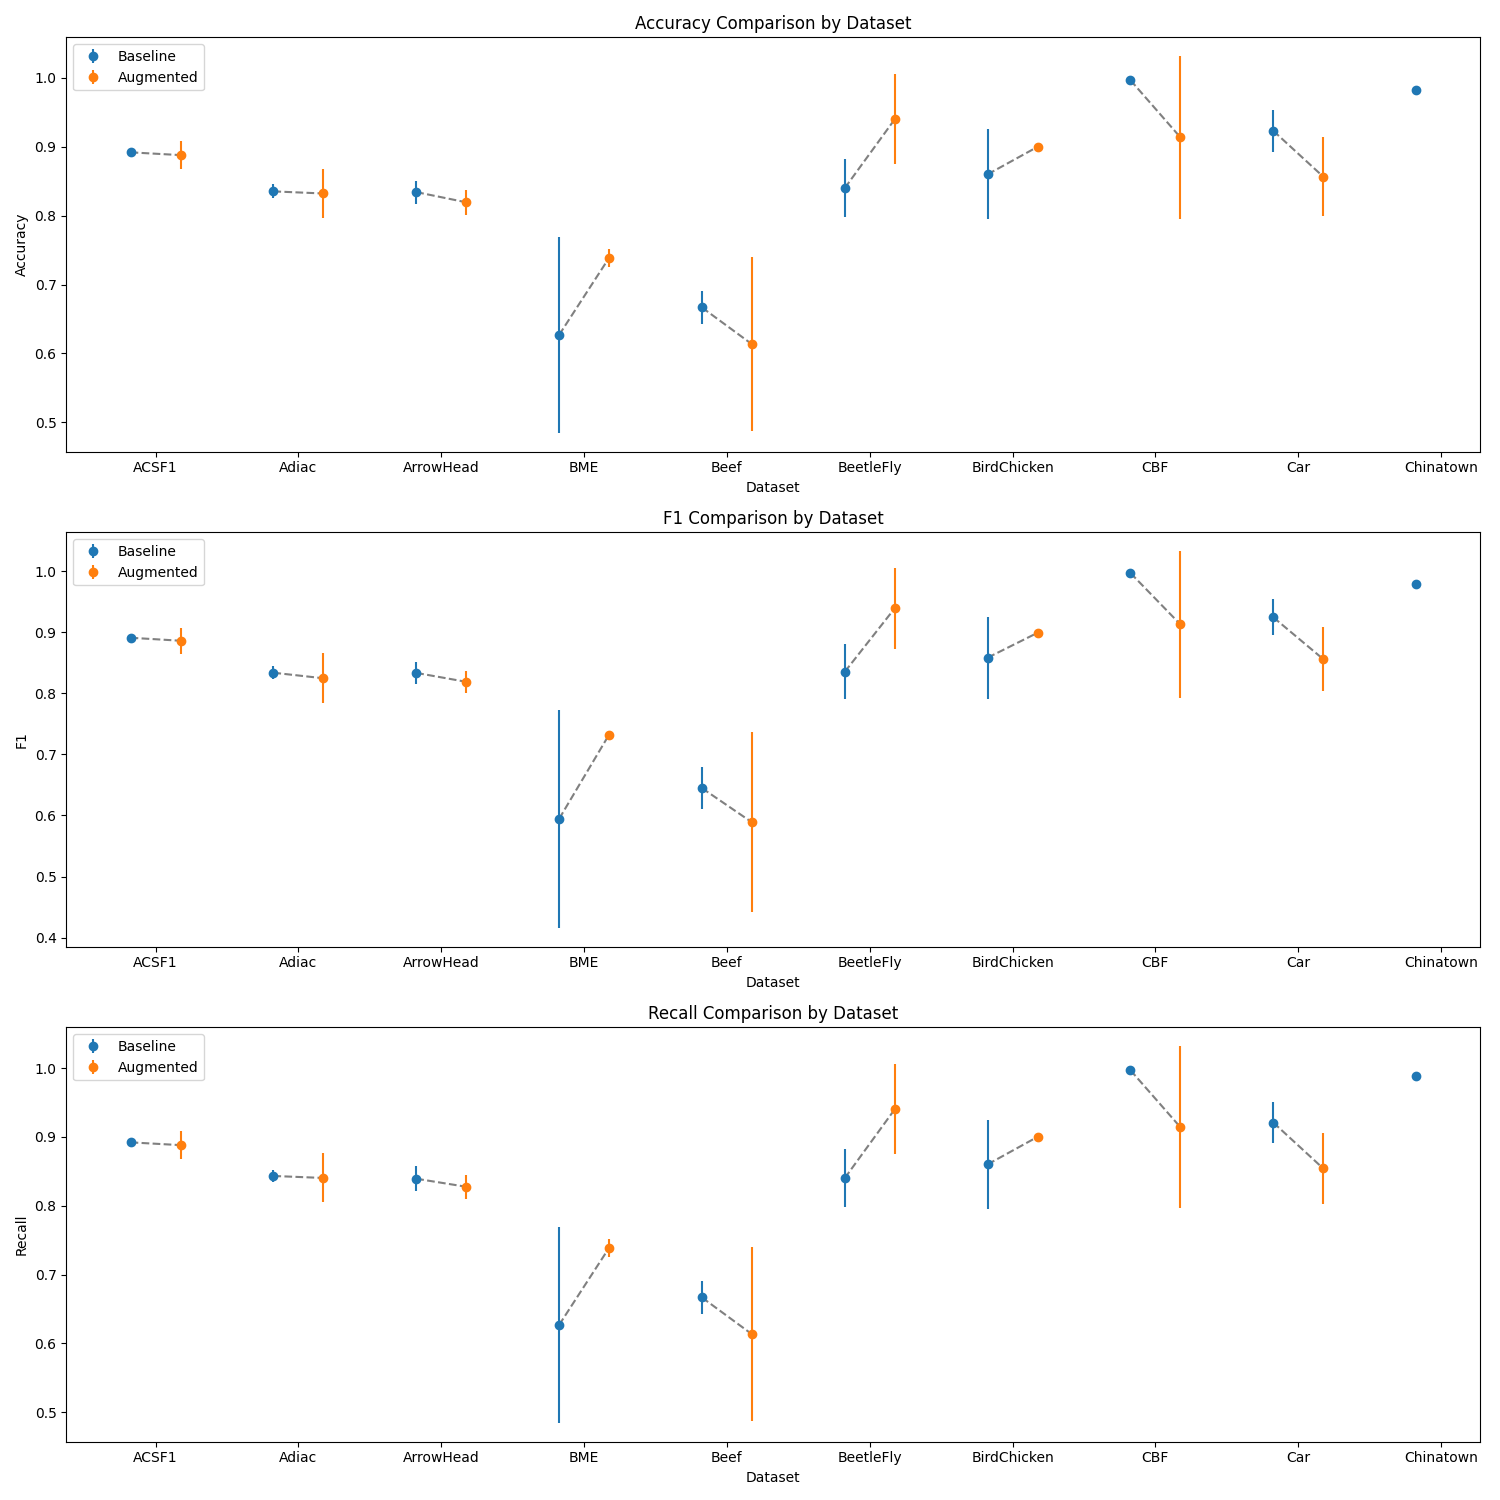 Accuracy Comparison by Dataset
Baseline
Augmented
1.0
0.9
0.8
0.7
0.6
0.5
Accuracy
ACSF1 Adiac ArrowHead BME Beef BeetleFly BirdChicken CBF Car Chinatown
Dataset
F1 Comparison by Dataset
Baseline
Augmented
1.0
0.9
0.8
0.7
0.6
0.5
0.4
F1
ACSF1 Adiac ArrowHead BME Beef BeetleFly BirdChicken CBF Car Chinatown
Dataset
Recall Comparison by Dataset
Baseline
Augmented
1.0
0.9
0.8
0.7
0.6
0.5
Recall
ACSF1 Adiac ArrowHead BME Beef BeetleFly BirdChicken CBF Car Chinatown
Dataset